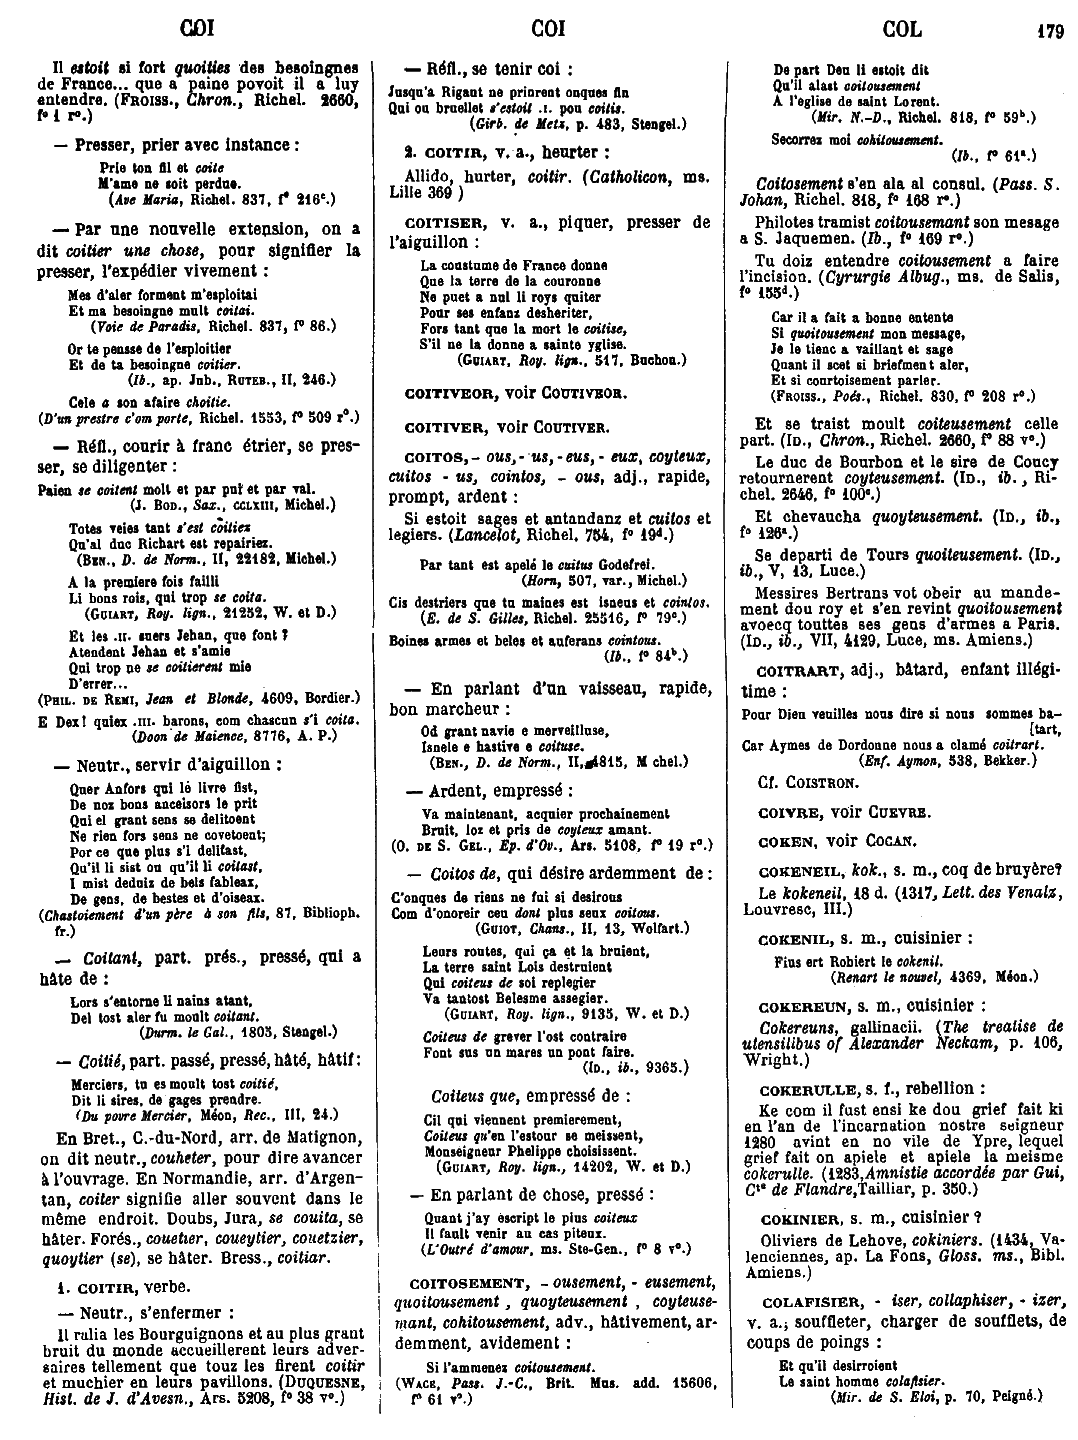 COI
COI
COL
179
Il estoit si fort quoities des besoingnes
de France... que a paine povoit il a luy
entendre. (FROISS., Chron., Richel. 2660,
f° 1 r°.)
— Presser, prier avec instance :
Prie ton fil et coite
M'ame ne soit perdue.
(Ave Maria, Richel. 837, f° 216c.)
— Par une nouvelle extension, on a
dit coitier une chose, pour signifier la
presser, l'expédier vivement :
Mes d'aler forment m'esploitai
Et ma besoingne mult coitai.
(Voie de Paradis, Richel. 837, f° 86.)
Or te pensse de l'esploitier
Et de ta besoingne coitier.
(Ib., ap. Jub., RUTEB., II, 246.)
Cele a son afaire choitie.
(D'un prestre c'om porte, Richel. 1553, f° 509 r°.)
— Réfl., courir à franc étrier, se pres-
ser, se diligenter :
Paien se coitent molt et par pui et par val.
(J. BOD., Sax., CCLXIII, Michel.)
Totes veies tant s'est coitiez
Qu'al duc Richart est repairiez.
(BEN., D. de Norm., II, 22182, Michel.)
A la premiere fois failli
Li bons rois, qui trop se coita.
(GUIART, Roy. lign., 21252, W. et D.)
Et les .II. suers Jehan, que font ?
Atendent Jehan et s'amie
Qui trop ne se coitierent mie
D'errer...
(PHIL. DE REMI, Jean et Blonde, 4609, Bordier.)
E Dex! quiex .III. barons, com chascun s'i coita.
(Doon de Maience, 8776, A. P.)
— Neutr., servir d'aiguillon :
Quer Anfors qui lé livre fist,
De noz bons anceisors le prit
Qui el grant sens se delitoent
Ne rien fors sens ne covetoent;
Por ce que plus s'i delitast,
Qu'il li sist ou qu'il li coitast,
I mist deduiz de bels fableax,
De gens, de bestes et d'oiseax.
(Chastoiement d'un père à son fils, 87, Biblioph.
fr.)
— Coitant, part. prés., pressé, qui a
hâte de :
Lors s'entorne li nains atant,
Del tost aler fu moult coitant.
(Durm. le Gal., 1803, Stengel.)
— Coitié, part. passé, pressé, hâté, hâtif:
Merciers, tu es moult tost coitié,
Dit li sires, de gages prendre.
(Du povre Mercier, Méon, Rec., III, 24.)
En Bret., C.-du-Nord, arr. de Matignon,
on dit neutr., couheter, pour dire avancer
à l'ouvrage. En Normandie, arr. d'Argen-
tan, coiter signifie aller souvent dans le
même endroit. Doubs, Jura, se couita, se
hâter. Forés., couetier, coueytier, couetzier,
quoytier (se), se hâter. Bress., coitiar.
1. COITIR, verbe.
— Neutr., s'enfermer :
Il ralia les Bourguignons et au plus grant
bruit du monde accueillerent leurs adver-
saires tellement que touz les firent coitir
et muchier en leurs pavillons. (DUQUESNE,
Hist. de J. d'Avesn., Ars. 5208, f° 38 v°.)
— Réfl., se tenir coi :
Jusqu'a Rigaut ne priorent onques fin
Qui ou bruellet s'estoit .I. pou coitis.
(Girb. de Metz, p. 483, Stengel.)
2. COITIR, v. a., heurter :
Allido, hurter, coitir. (Catholicon, ms.
Lille 369 )
COITISER, v. a., piquer, presser de
l'aiguillon :
La coustume de France donne
Que la terre de la couronne
Ne puet a nul li roys quiter
Pour ses enfanz desheriter,
Fors tant que la mort le coitise,
S'il ne la donne a sainte yglise.
(GUIART, Roy. lign., 517, Buchon.)
COITIVEOR, voir COUTIVEOR.
COITIVER, voir COUTIVER.
COITOS, - ous, - us, - eus, - eux, coyteux,
cuitos - us, cointos, - ous, adj., rapide,
prompt, ardent :
Si estoit sages et antandanz et cuitos et
legiers. (Lancelot, Richel. 754, f° 19d.)
Par tant est apelé le cuitus Godefrei.
(Horn, 507, var., Michel.)
Cis destriers que tu maines est isneus et cointos.
(E. de S. Gilles, Richel. 25516, f° 79c.)
Boines armes et beles et auferans cointous.
(Ib., f° 84b.)
— En parlant d'un vaisseau, rapide,
bon marcheur :
Od grant navie e merveilluse,
Isnele e hastive e coituse.
(BEN., D. de Norm., II, 4815, M chel.)
— Ardent, empressé :
Va maintenant, acquier prochainement
Bruit, loz et pris de coyteux amant.
(O. DE S. GEL., Ep. d'Ov., Ars. 5108, f° 19 r°.)
— Coitos de, qui désire ardemment de :
C'onques de riens ne fui si desirous
Com d'onoreir ceu dont plus seux coitous.
(GUIOT, Chans., II, 13, Wolfart.)
Leurs routes, qui ça et la bruient,
La terre saint Loïs destruient
Qui coiteus de soi replegier
Va tantost Belesme assegier.
(GUIART, Roy. lign., 9135, W. et D.)
Coiteus de grever l'ost contraire
Font sus un mares un pont faire.
(ID., ib., 9365.)
Coiteus que, empressé de :
Cil qui viennent premierement,
Coiteus qu'en l'estour se meissent,
Monseigneur Phelippe choisissent.
(GUIART, Roy. lign., 14202, W. et D.)
— En parlant de chose, pressé :
Quant j'ay escript le plus coiteux
Il fault venir au cas piteux.
(L'Outré d'amour, ms. Ste-Gen., f° 8 v°.)
COITOSEMENT, - ousement, - eusement,
quoitousement , quoyteusement , coyteuse-
mant, cohitousement, adv., hâtivement, ar-
demment, avidement :
Si l'ammenez coitousement.
(WACE, Pass. J.-C., Brit. Mus. add. 15606,
f° 61 v°.)
De part Deu li estoit dit
Qu'il alast coitousement
A l'eglise de saint Lorent.
(Mir. N.-D., Richel. 818, f° 59b.)
Secorrez moi cohitousement.
(Ib., f° 61a.)
Coitosement s'en ala al consul. (Pass. S.
Johan, Richel. 818, f° 168 r°.)
Philotes tramist coitousemant son mesage
a S. Jaquemen. (Ib., f° 169 r°.)
Tu doiz entendre coitousement a faire
l'incision. (Cyrurgie Albug., ms. de Salis,
f° 155d.)
Car il a fait a bonne entente
Si quoitousement mon message,
Je le tienc a vaillant et sage
Quant il scet si briefment aler,
Et si courtoisement parler.
(FROISS., Poés., Richel. 830, f° 208 r°.)
Et se traist moult coiteusement celle
part. (ID., Chron., Richel. 2660, f° 88 v°.)
Le duc de Bourbon et le sire de Coucy
retournerent coyteusement. (ID., ib., Ri-
chel. 2646, f° 100c.)
Et chevaucha quoyteusement. (ID., ib.,
f° 126a.)
Se departi de Tours quoiteusement. (ID.,
ib., V, 13, Luce.)
Messires Bertrans vot obeir au mande-
ment dou roy et s'en revint quoitousement
avoecq touttes ses gens d'armes a Paris.
(ID., ib., VII, 4129, Luce, ms. Amiens.)
COITRART, adj., bâtard, enfant illégi-
time :
Pour Dieu veuilles nous dire si nous sommes ba-
[tart,
Car Aymes de Dordonne nous a clamé coitrart.
(Enf. Aymon, 538, Bekker.)
Cf. COISTRON.
COIVRE, voir CUEVRE.
COKEN, voir COGAN.
COKENEIL, kok., s. m., coq de bruyère?
Le kokeneil, 18 d. (1317, Lett. des Venalz,
Louvresc, III.)
COKENIL, s. m., cuisinier :
Fius ert Robiert le cokenil.
(Renart le nouvel, 4369, Méon.)
COKEREUN, s. m., cuisinier :
Cokereuns, gallinacii. (The treatise de
utensilibus of Alexander Neckam, p. 106,
Wright.)
COKERULLE, s. f., rebellion :
Ke com il fust ensi ke dou grief fait ki
en l'an de l'incarnation nostre seigneur
1280 avint en no vile de Ypre, lequel
grief fait on apiele et apiele la meisme
cokerulle. (1283, Amnistie accordée par Gui,
Cte de Flandre, Tailliar, p. 350.)
COKINIER, s. m., cuisinier ?
Oliviers de Lehove, cokiniers. (1434, Va-
lenciennes, ap. La Fons, Gloss. ms., Bibl.
Amiens.)
COLAFISIER, - iser, collaphiser, - izer,
v. a.; souffleter, charger de soufflets, de
coups de poings :
Et qu'il desirroient
Le saint homme colafisier.
(Mir. de S. Eloi, p. 70, Peigné.)